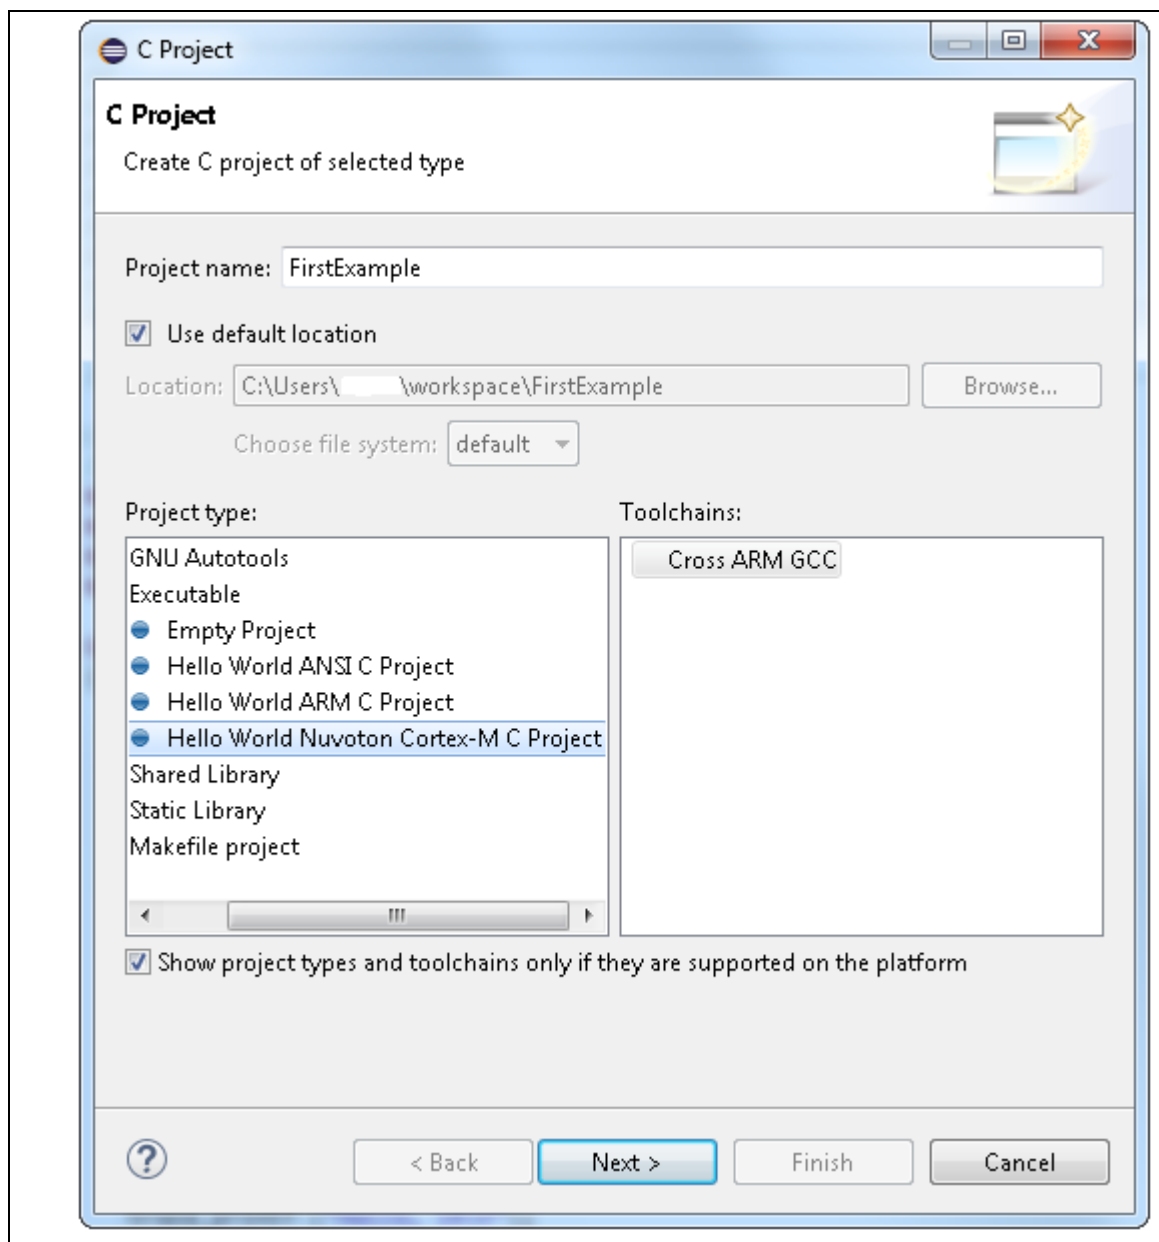 C Project
C Project
Create C project of selected type
Project name: FirstExample
Use default location
Location: C:\Users\ \workspace\FirstExample Browse...
Choose file system: default
Project type: Toolchains:
GNU Autotools Cross ARM GCC
Executable
Empty Project
Hello World ANSI C Project
Hello World ARM C Project
Hello World Nuvoton Cortex-M C Project
Shared Library
Static Library
Makefile project
Show project types and toolchains only if they are supported on the platform
? < Back Next > Finish Cancel